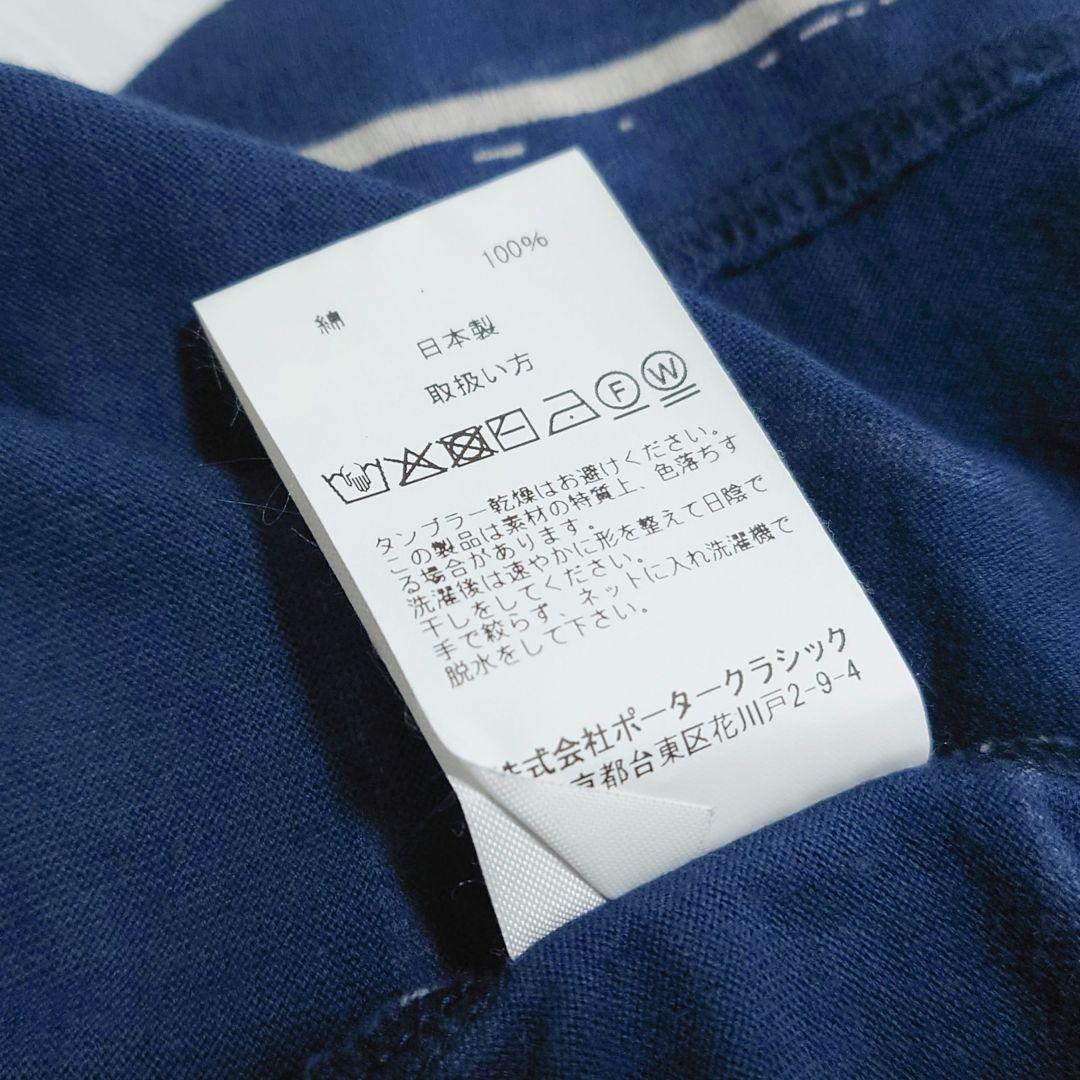 綿 100%
日本製
取扱い方
F W
タンブラー乾燥はお避けください。
この製品は素材の特質上、色落ちす
る場合があります。
洗濯後は速やかに形を整えて日陰で
干しをしてください。
手で絞らず、ネットに入れ洗濯機で
脱水をして下さい。
株式会社ポータークラシック
京都台東区花川戸2-9-4